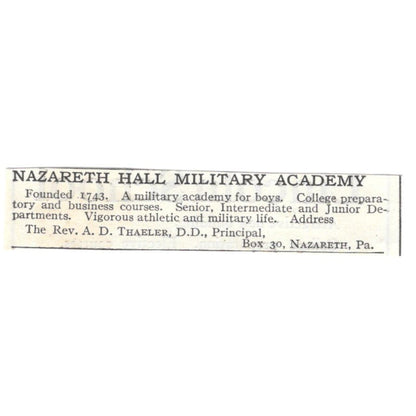 NAZARETH HALL MILITARY ACADEMY
Founded 1743. A military academy for boys. College prepara-
tory and business courses. Senior, Intermediate and Junior De-
partments. Vigorous athletic and military life. Address
The Rev. A. D. THAELER, D.D., Principal,
Box 30, NAZARETH, Pa.